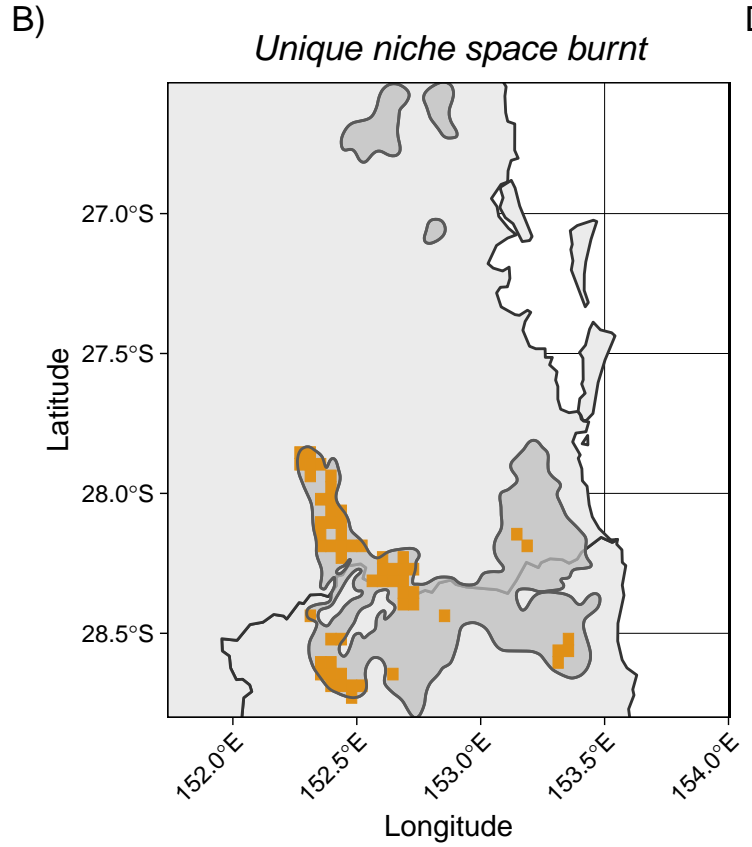 B)
Unique niche space burnt
27.0°S
27.5°S
28.0°S
28.5°S
Latitude
152.0°E
152.5°E
153.0°E
153.5°E
154.0°E
Longitude